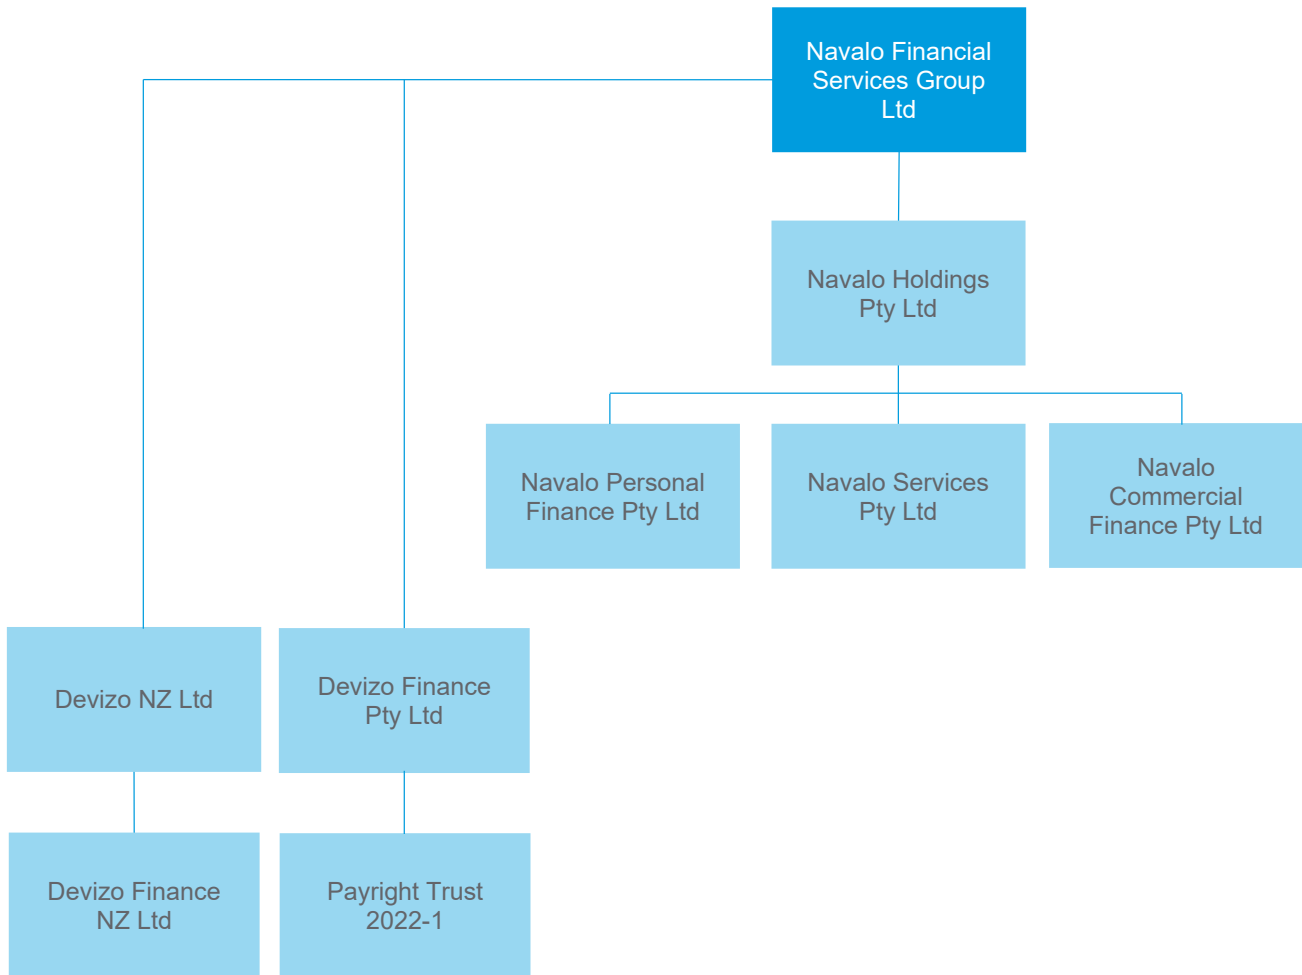 Navalo Financial
Services Group
Ltd
Navalo Holdings
Pty Ltd
Navalo Personal
Finance Pty Ltd
Navalo Services
Pty Ltd
Navalo
Commercial
Finance Pty Ltd
Devizo NZ Ltd
Devizo Finance
Pty Ltd
Devizo Finance
NZ Ltd
Payright Trust
2022-1